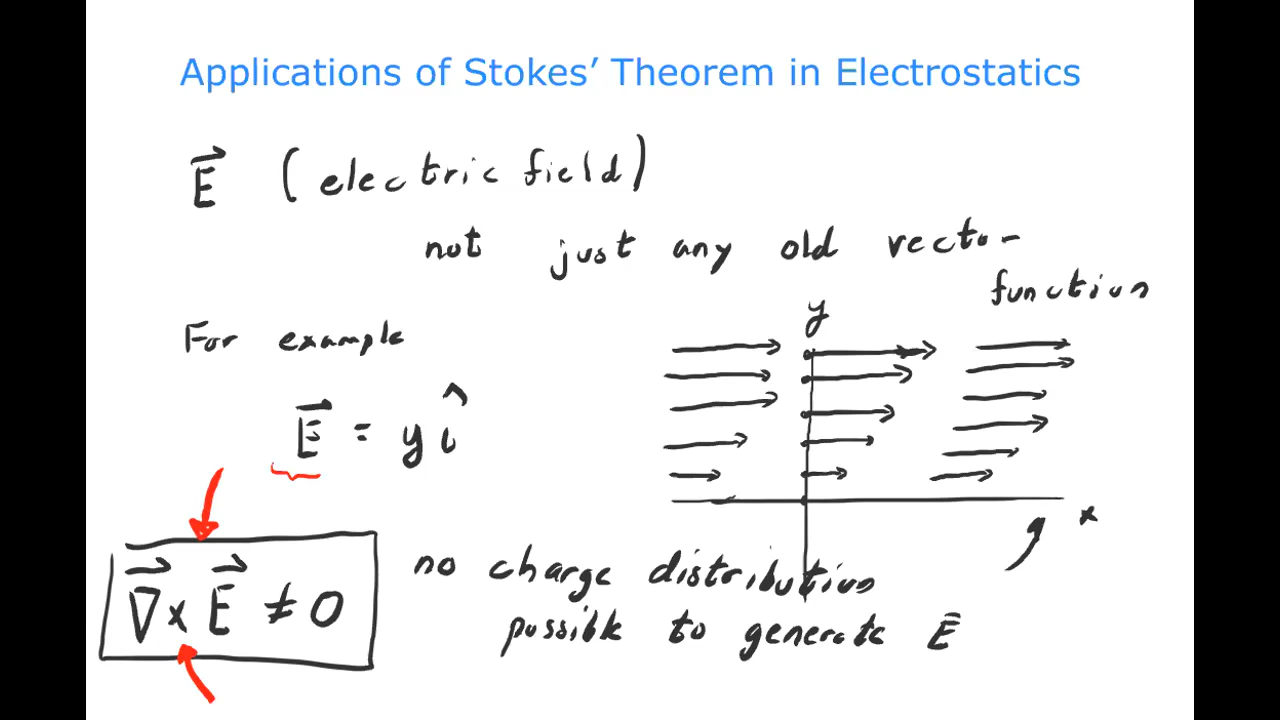 Applications of Stokes’ Theorem in Electrostatics
E⃗ (electric field)
not just any old vector
function
y
For example
E⃗ = y î
x
∇⃗ x E⃗ ≠ 0
no charge distribution
possible to generate E⃗